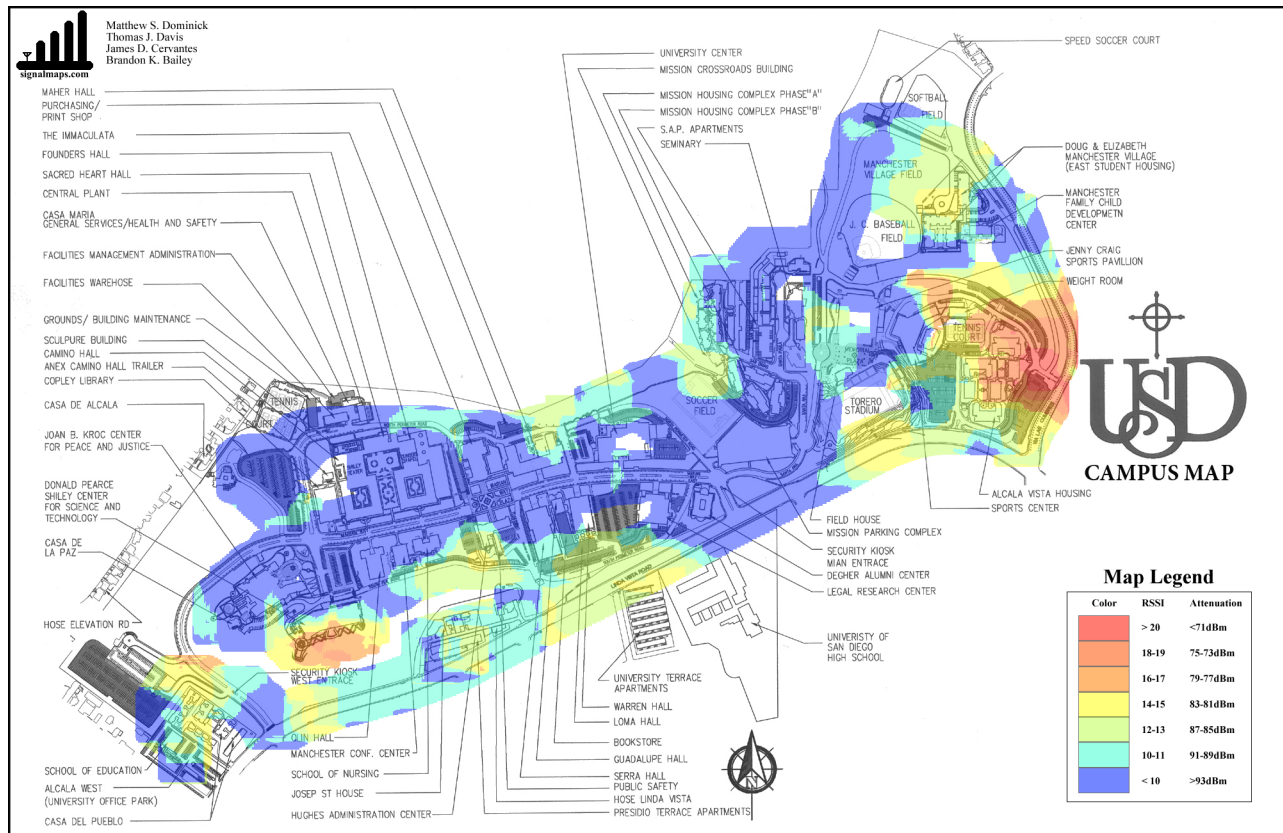 Matthew S. Dominick
Thomas J. Davis
James D. Cervantes
Brandon K. Bailey
signalmaps.com
MAHER HALL
PURCHASING/
PRINT SHOP
THE IMMACULATA
FOUNDERS HALL
SACRED HEART HALL
CENTRAL PLANT
CASA MARIA
GENERAL SERVICES/HEALTH AND SAFETY
FACILITIES MANAGEMENT ADMINISTRATION
FACILITIES WAREHOSE
GROUNDS/ BUILDING MAINTENANCE
SCULPURE BUILDING
CAMINO HALL
ANEX CAMINO HALL TRAILER
COPLEY LIBRARY
CASA DE ALCALA
JOAN B. KROC CENTER
FOR PEACE AND JUSTICE
DONALD PEARCE
SHILEY CENTER
FOR SCIENCE AND
TECHNOLOGY
CASA DE
LA PAZ
HOSE ELEVATION RD
SCHOOL OF EDUCATION
ALCALA WEST
(UNIVERSITY OFFICE PARK)
CASA DEL PUEBLO
UNIVERSITY CENTER
MISSION CROSSROADS BUILDING
MISSION HOUSING COMPLEX PHASE"A"
MISSION HOUSING COMPLEX PHASE"B"
S.A.P. APARTMENTS
SEMINARY
SPEED SOCCER COURT
SOFTBALL
FIELD
MANCHESTER
VILLAGE FIELD
J. C. BASEBALL
FIELD
DOUG & ELIZABETH
MANCHESTER VILLAGE
(EAST STUDENT HOUSING)
MANCHESTER
FAMILY CHILD
DEVELOPMETN
CENTER
JENNY CRAIG
SPORTS PAVILLION
WEIGHT ROOM
TENNIS
COURT
TENNIS
COURT
SOCCER
FIELD
TORERO
STADIUM
LINDA VISTA ROAD
USD
CAMPUS MAP
ALCALA VISTA HOUSING
SPORTS CENTER
FIELD HOUSE
MISSION PARKING COMPLEX
SECURITY KIOSK
MIAN ENTRACE
DEGHER ALUMNI CENTER
LEGAL RESEARCH CENTER
UNIVERISTY OF
SAN DIEGO
HIGH SCHOOL
SECURITY KIOSK
WEST ENTRACE
OLIN HALL
MANCHESTER CONF. CENTER
SCHOOL OF NURSING
JOSEP ST HOUSE
HUGHES ADMINISTRATION CENTER
UNIVERSITY TERRACE
APARTMENTS
WARREN HALL
LOMA HALL
BOOKSTORE
GUADALUPE HALL
SERRA HALL
PUBLIC SAFETY
HOSE LINDA VISTA
PRESIDIO TERRACE APARTMENTS
N
Map Legend
Color RSSI Attenuation
> 20 <71dBm
18-19 75-73dBm
16-17 79-77dBm
14-15 83-81dBm
12-13 87-85dBm
10-11 91-89dBm
< 10 >93dBm